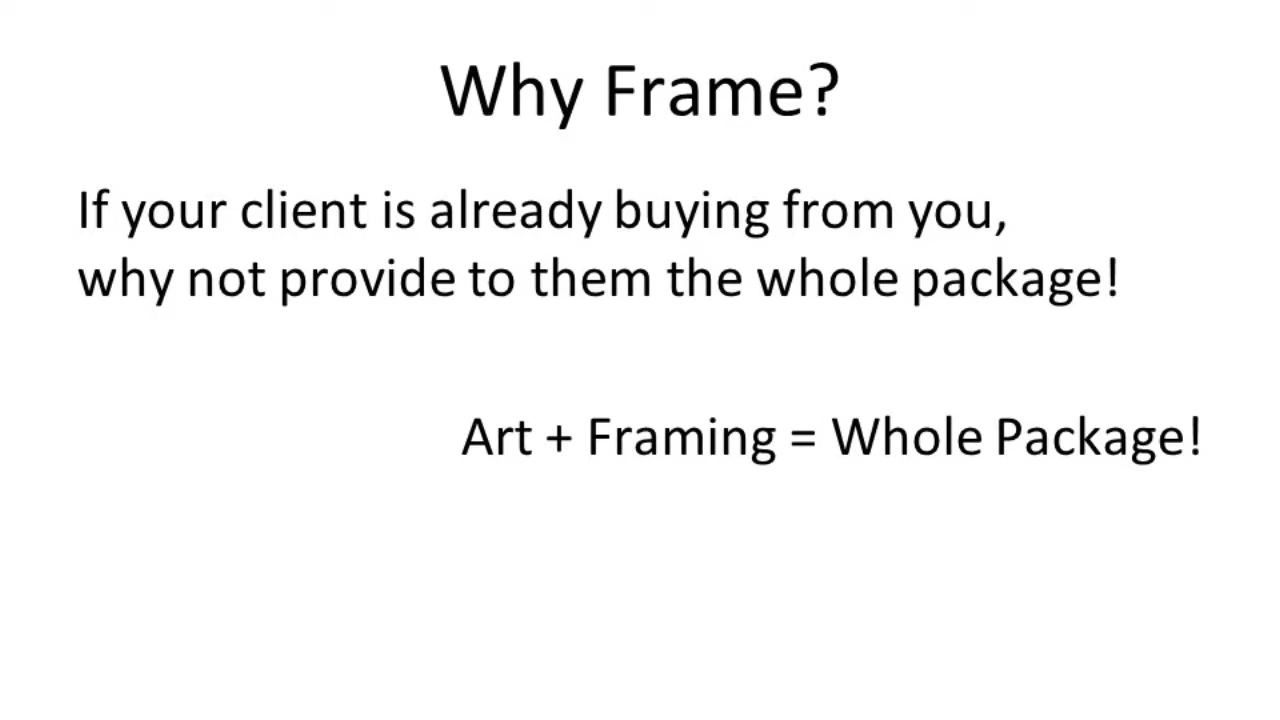 Why Frame?
If your client is already buying from you,
why not provide to them the whole package!
Art + Framing = Whole Package!